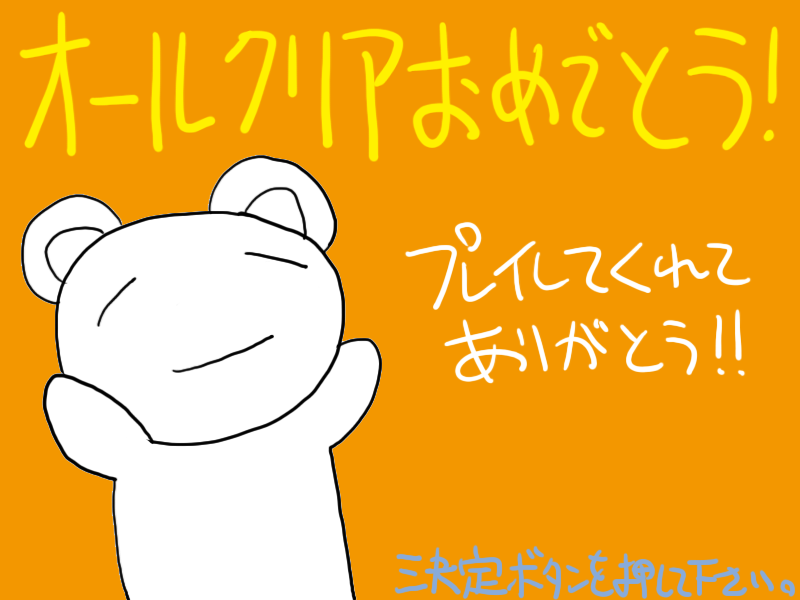 オールクリアおめでとう!
プレイしてくれて
ありがとう!!
三決定ボタンを押して下さい。